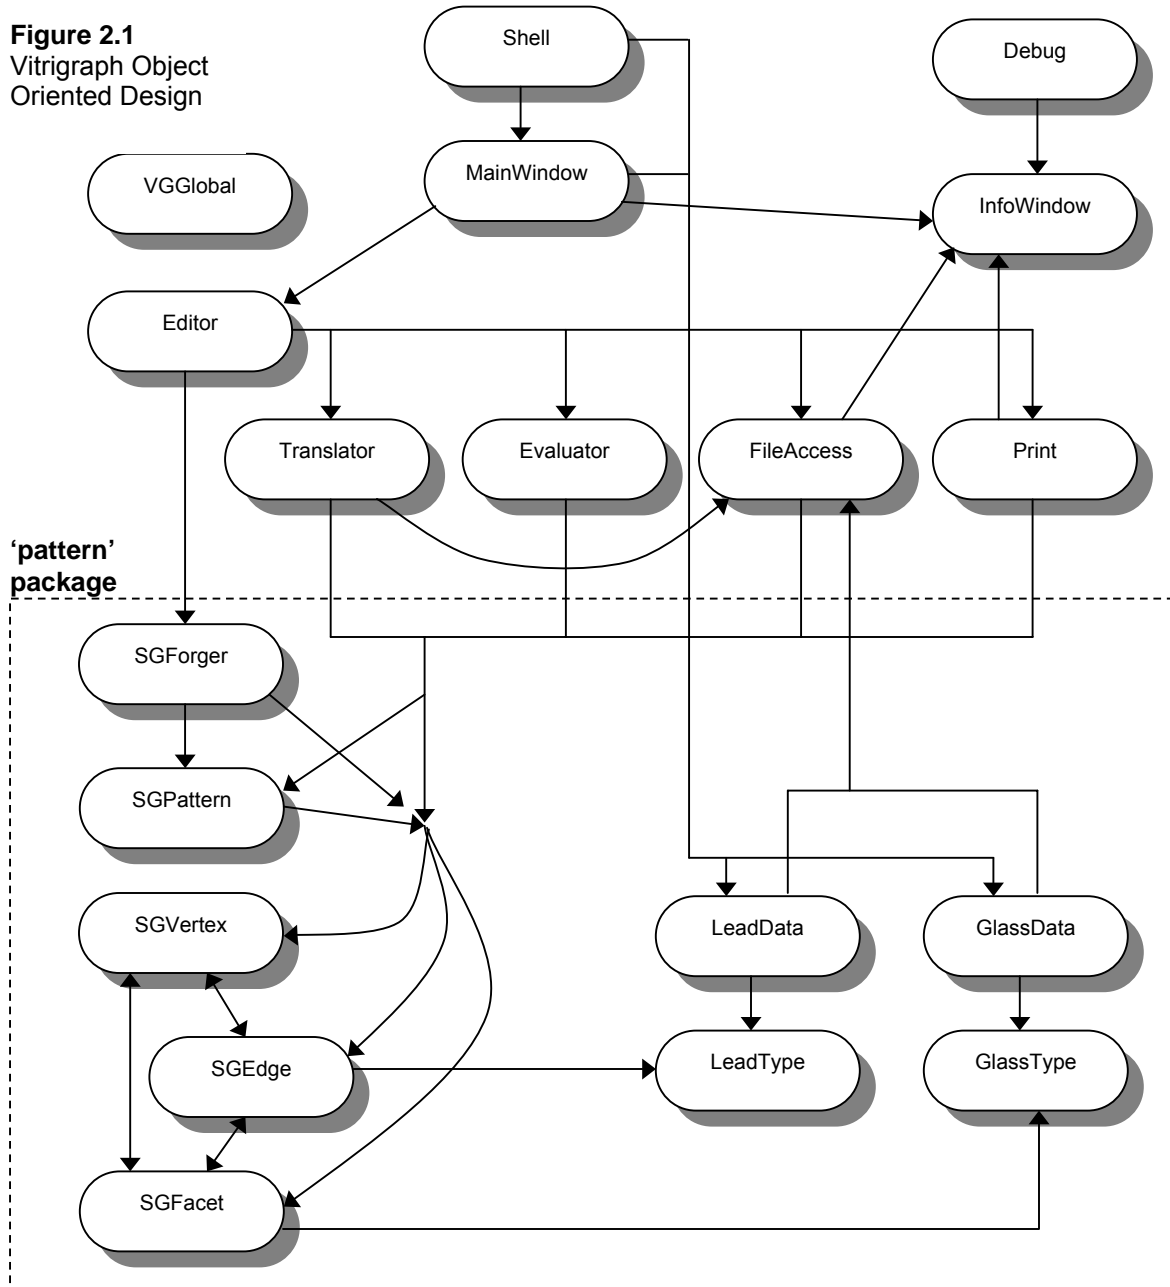 Figure 2.1
Vitrigraph Object
Oriented Design
Shell
Debug
VGGlobal
MainWindow
InfoWindow
Editor
Translator
Evaluator
FileAccess
Print
‘pattern’
package
SGForger
SGPattern
SGVertex
LeadData
GlassData
SGEdge
LeadType
GlassType
SGFacet